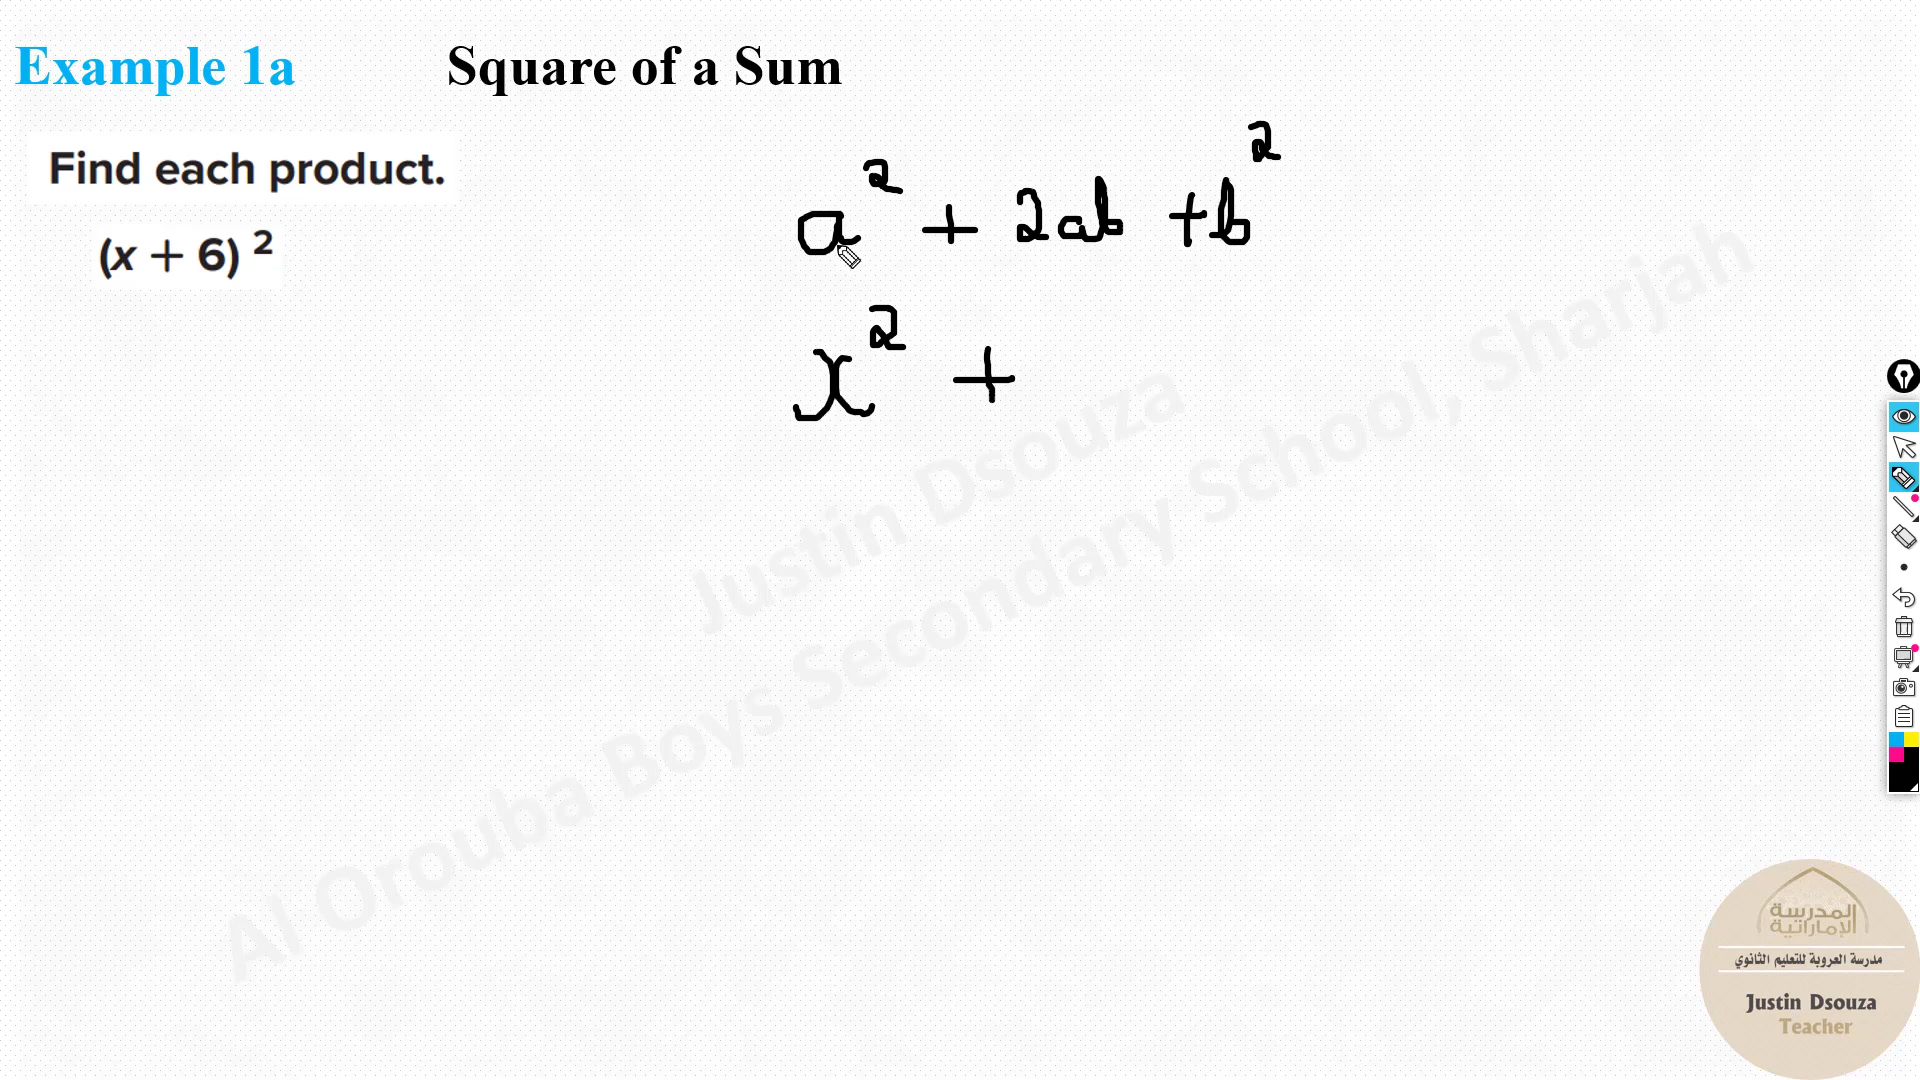 Example 1a
Square of a Sum
Find each product.
(x + 6) ²
a² + 2ab + b²
x² +
Justin Dsouza
Al Orouba Boys Secondary School, Sharjah
المدرسة
الإماراتية
مدرسة العروبة للتعليم الثانوي
Justin Dsouza
Teacher